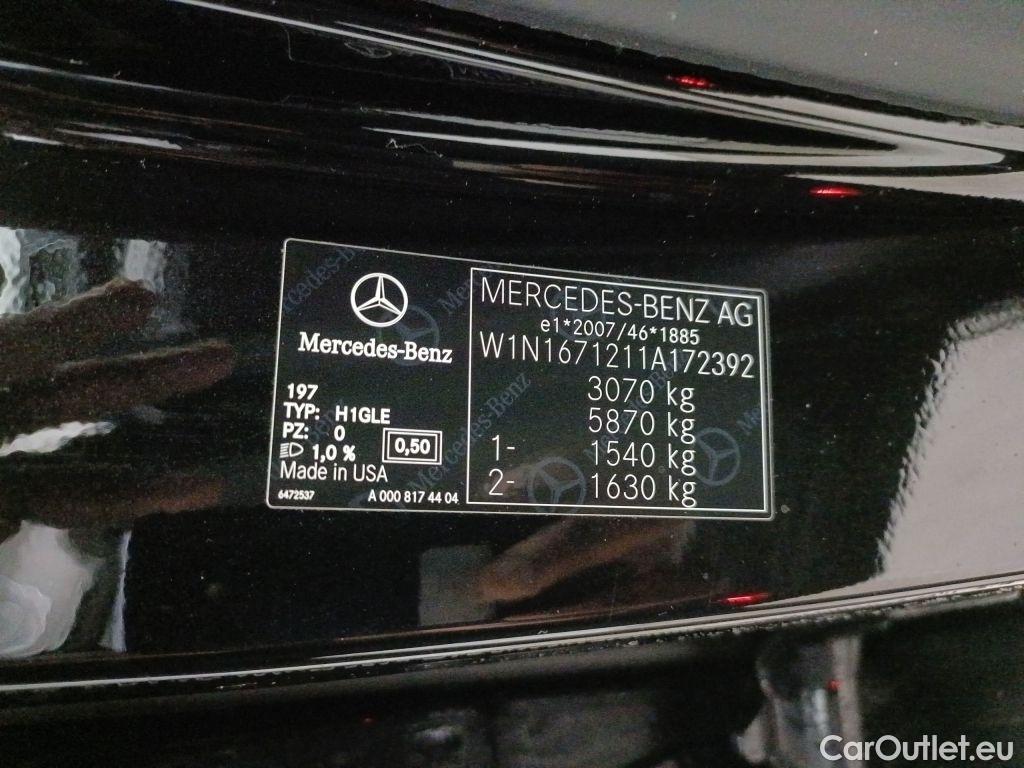 Mercedes-Benz
197
TYP: H1GLE
PZ: 0
1,0 % 0,50
Made in USA
6472537 A 000 817 44 04
MERCEDES-BENZ AG
e1*2007/46*1885
W1N1671211A172392
3070 kg
5870 kg
1- 1540 kg
2- 1630 kg
Mercedes-Benz
CarOutlet.eu